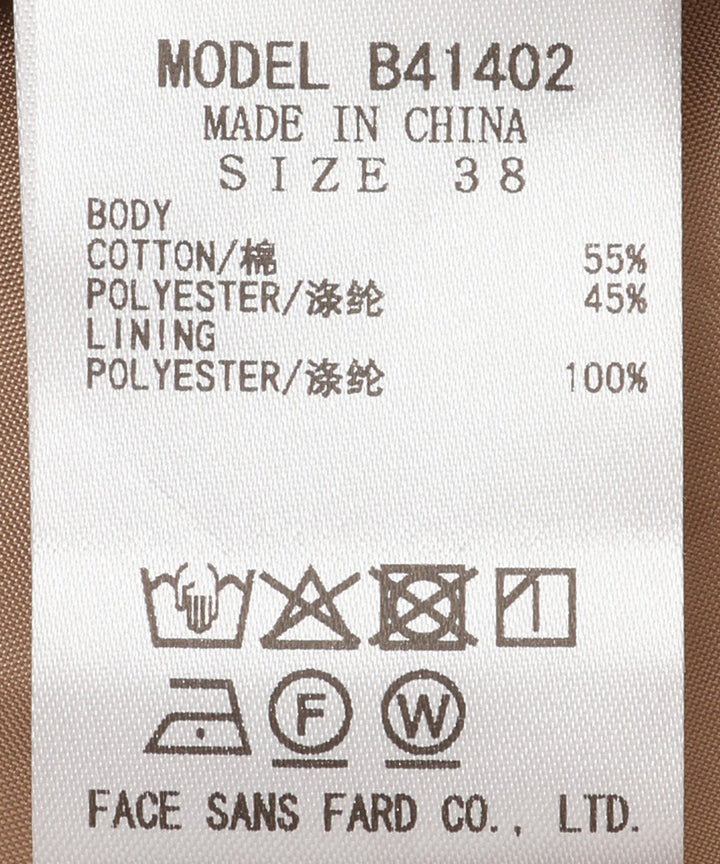 MODEL B41402
MADE IN CHINA
SIZE 38
BODY
COTTON/棉 55%
POLYESTER/涤纶 45%
LINING
POLYESTER/涤纶 100%
F W
FACE SANS FARD CO., LTD.